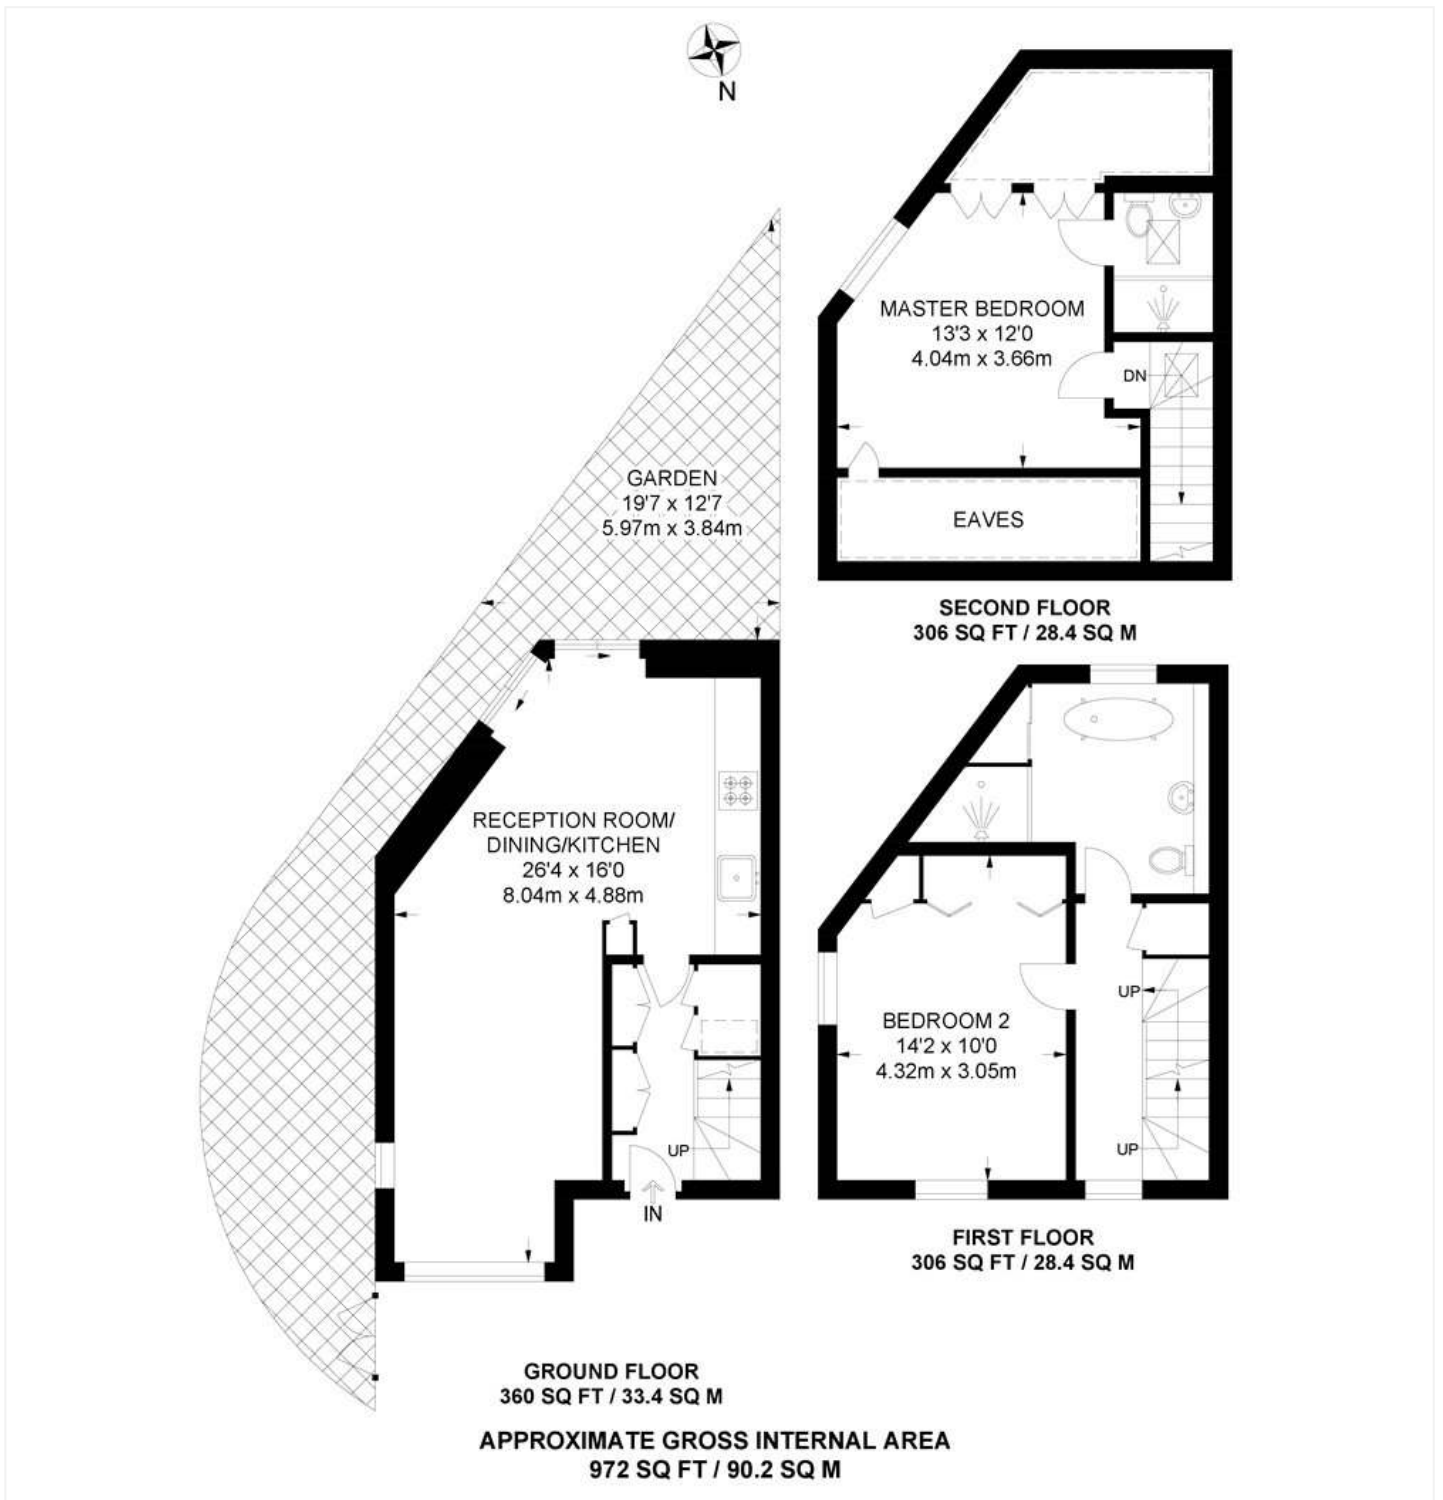 N
MASTER BEDROOM
13'3 x 12'0
4.04m x 3.66m
DN
EAVES
SECOND FLOOR
306 SQ FT / 28.4 SQ M
GARDEN
19'7 x 12'7
5.97m x 3.84m
RECEPTION ROOM/
DINING/KITCHEN
26'4 x 16'0
8.04m x 4.88m
UP
IN
UP
BEDROOM 2
14'2 x 10'0
4.32m x 3.05m
UP
FIRST FLOOR
306 SQ FT / 28.4 SQ M
GROUND FLOOR
360 SQ FT / 33.4 SQ M
APPROXIMATE GROSS INTERNAL AREA
972 SQ FT / 90.2 SQ M